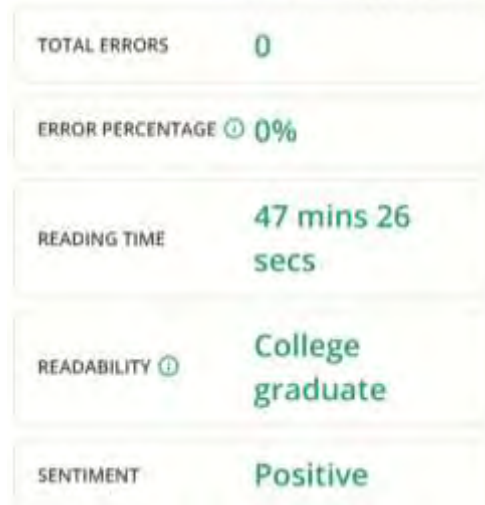 TOTAL ERRORS 0
ERROR PERCENTAGE 0%
READING TIME 47 mins 26
secs
READABILITY College
graduate
SENTIMENT Positive